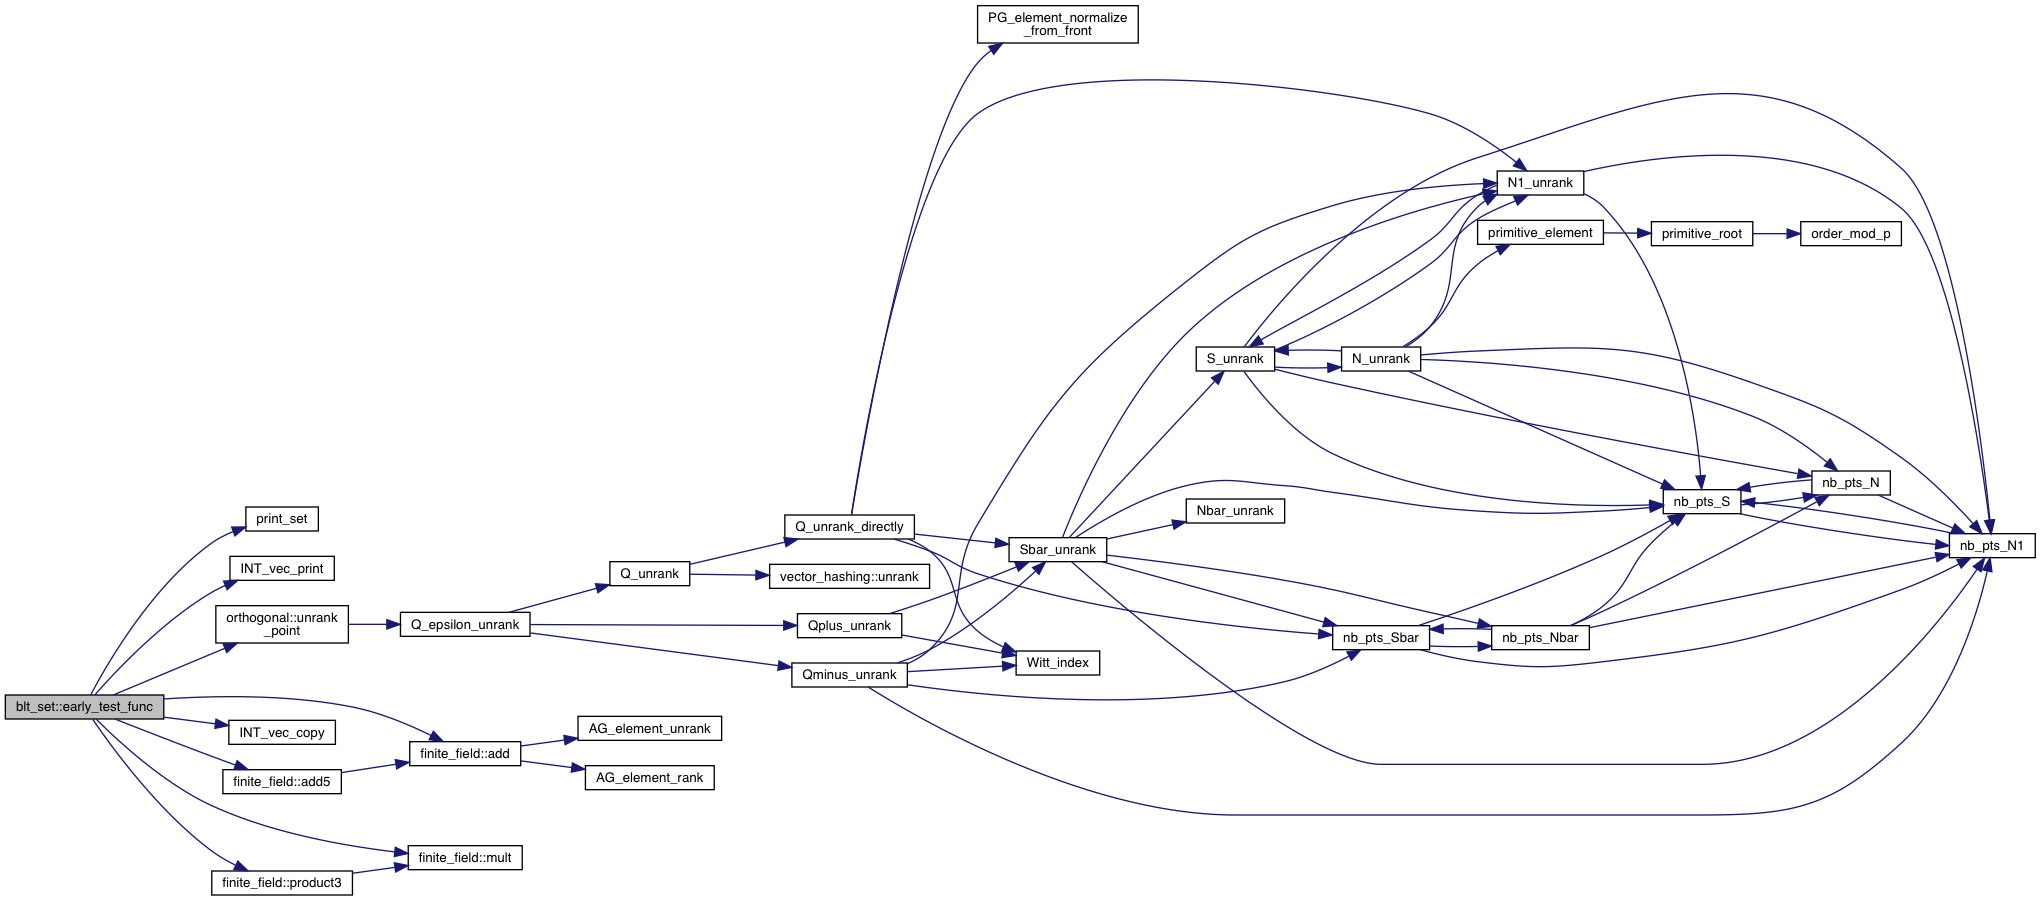 PG_element_normalize
_from_front
N1_unrank
primitive_element
primitive_root
order_mod_p
S_unrank
N_unrank
nb_pts_N
nb_pts_S
Nbar_unrank
print_set
Q_unrank_directly
Sbar_unrank
nb_pts_N1
INT_vec_print
Q_unrank
vector_hashing::unrank
orthogonal::unrank
_point
Q_epsilon_unrank
Qplus_unrank
nb_pts_Sbar
nb_pts_Nbar
Witt_index
Qminus_unrank
blt_set::early_test_func
INT_vec_copy
AG_element_unrank
finite_field::add
finite_field::add5
AG_element_rank
finite_field::mult
finite_field::product3